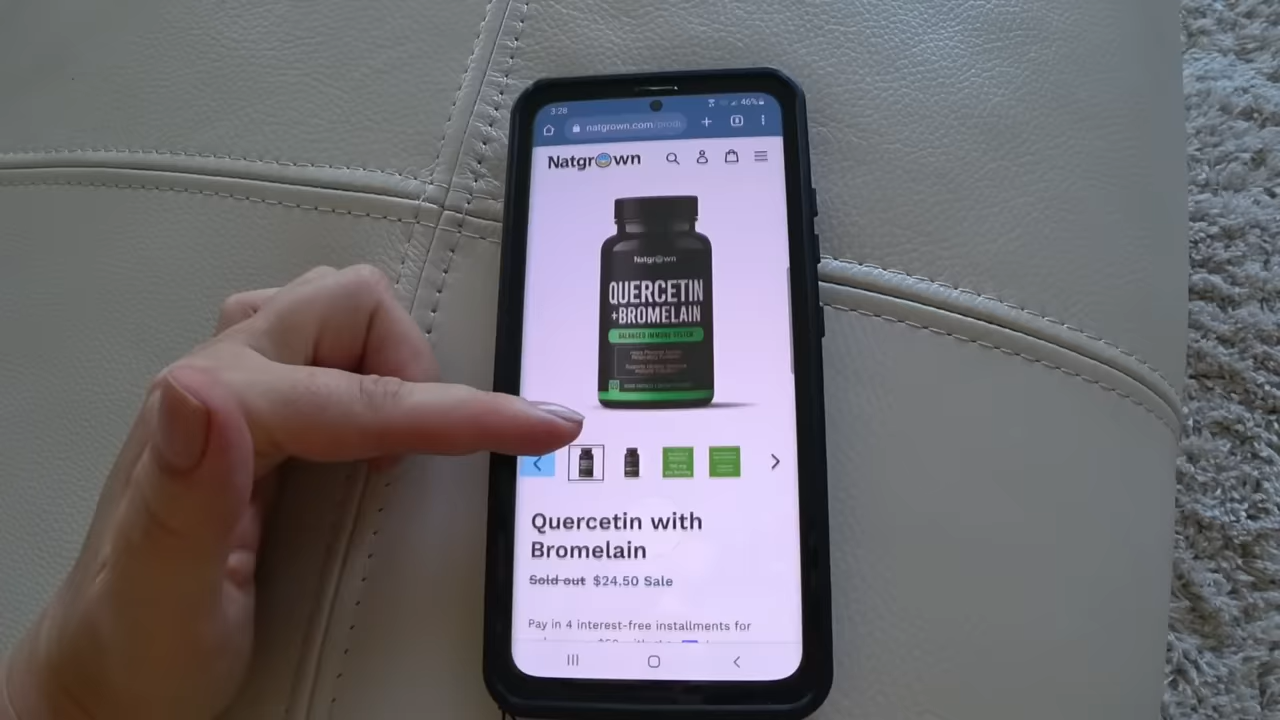 3:28
46%
natgrown.com/prod
8
Natgrown
Natgrown
QUERCETIN
+BROMELAIN
BALANCED IMMUNE SYSTEM
Quercetin with
Bromelain
Sold out $24.50 Sale
Pay in 4 interest-free installments for